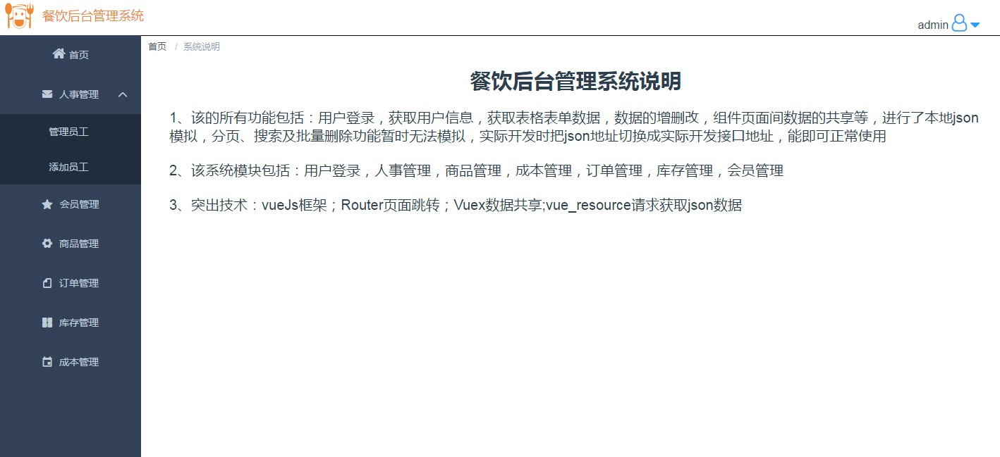 餐饮后台管理系统
admin
首页
人事管理
管理员工
添加员工
会员管理
商品管理
订单管理
库存管理
成本管理
首页 / 系统说明
餐饮后台管理系统说明
1、该的所有功能包括：用户登录，获取用户信息，获取表格表单数据，数据的增删改，组件页面间数据的共享等，进行了本地json
模拟，分页、搜索及批量删除功能暂时无法模拟，实际开发时把json地址切换成实际开发接口地址，能即可正常使用
2、该系统模块包括：用户登录，人事管理，商品管理，成本管理，订单管理，库存管理，会员管理
3、突出技术：vueJs框架；Router页面跳转；Vuex数据共享;vue_resource请求获取json数据